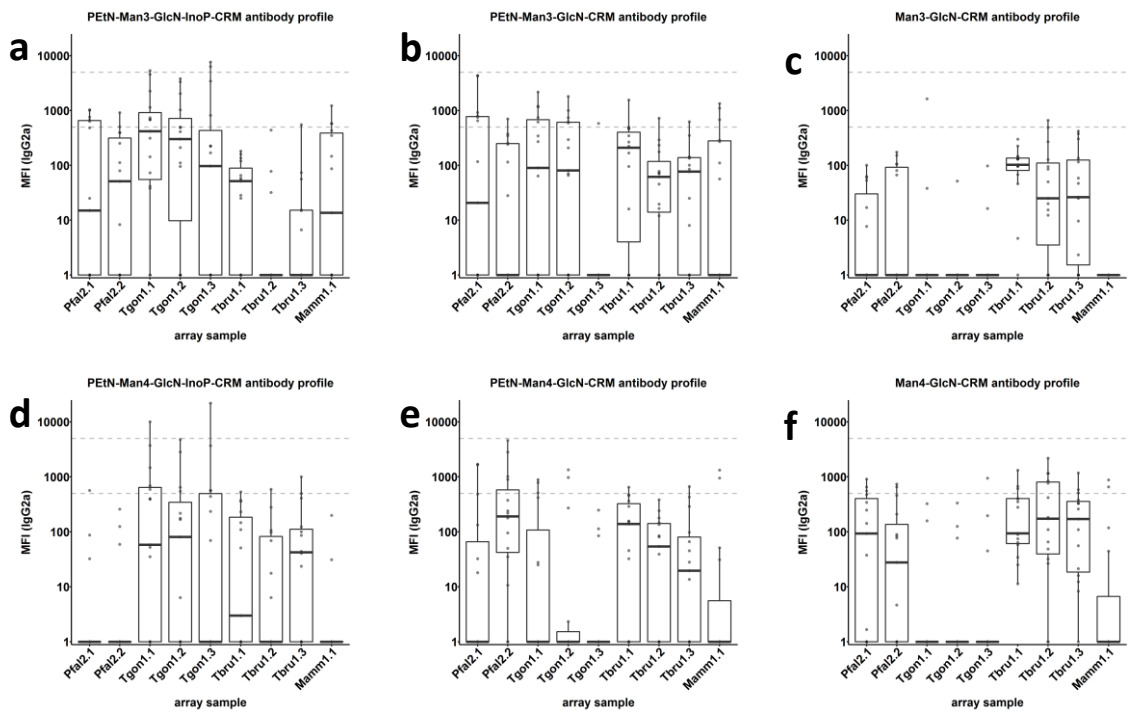 PEtN-Man3-GlcN-InoP-CRM antibody profile
a
MFI (IgG2a)
10000
1000
100
10
1
Pfal2.1
Pfal2.2
Tgon1.1
Tgon1.2
Tgon1.3
Tbru1.1
Tbru1.2
Tbru1.3
Mamm1.1
array sample
PEtN-Man3-GlcN-CRM antibody profile
b
MFI (IgG2a)
10000
1000
100
10
1
Pfal2.1
Pfal2.2
Tgon1.1
Tgon1.2
Tgon1.3
Tbru1.1
Tbru1.2
Tbru1.3
Mamm1.1
array sample
Man3-GlcN-CRM antibody profile
c
MFI (IgG2a)
10000
1000
100
10
1
Pfal2.1
Pfal2.2
Tgon1.1
Tgon1.2
Tgon1.3
Tbru1.1
Tbru1.2
Tbru1.3
Mamm1.1
array sample
PEtN-Man4-GlcN-InoP-CRM antibody profile
d
MFI (IgG2a)
10000
1000
100
10
1
Pfal2.1
Pfal2.2
Tgon1.1
Tgon1.2
Tgon1.3
Tbru1.1
Tbru1.2
Tbru1.3
Mamm1.1
array sample
PEtN-Man4-GlcN-CRM antibody profile
e
MFI (IgG2a)
10000
1000
100
10
1
Pfal2.1
Pfal2.2
Tgon1.1
Tgon1.2
Tgon1.3
Tbru1.1
Tbru1.2
Tbru1.3
Mamm1.1
array sample
Man4-GlcN-CRM antibody profile
f
MFI (IgG2a)
10000
1000
100
10
1
Pfal2.1
Pfal2.2
Tgon1.1
Tgon1.2
Tgon1.3
Tbru1.1
Tbru1.2
Tbru1.3
Mamm1.1
array sample